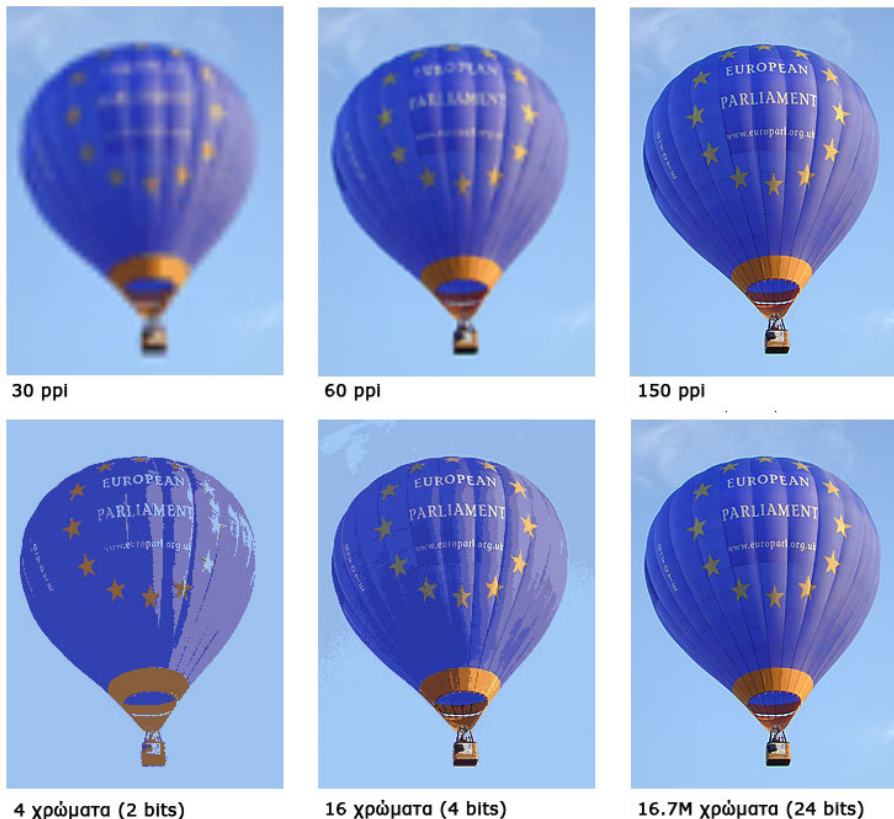 EUROPEAN
EUROPEAN
PARLIAMENT
PARLIAMENT
www.europarl.org.uk
30 ppi
60 ppi
150 ppi
EUROPEAN
EUROPEAN
EUROPEAN
PARLIAMENT
PARLIAMENT
PARLIAMENT
www.europarl.org.uk
www.europarl.org.uk
www.europarl.org.uk
4 χρώματα (2 bits)
16 χρώματα (4 bits)
16.7M χρώματα (24 bits)